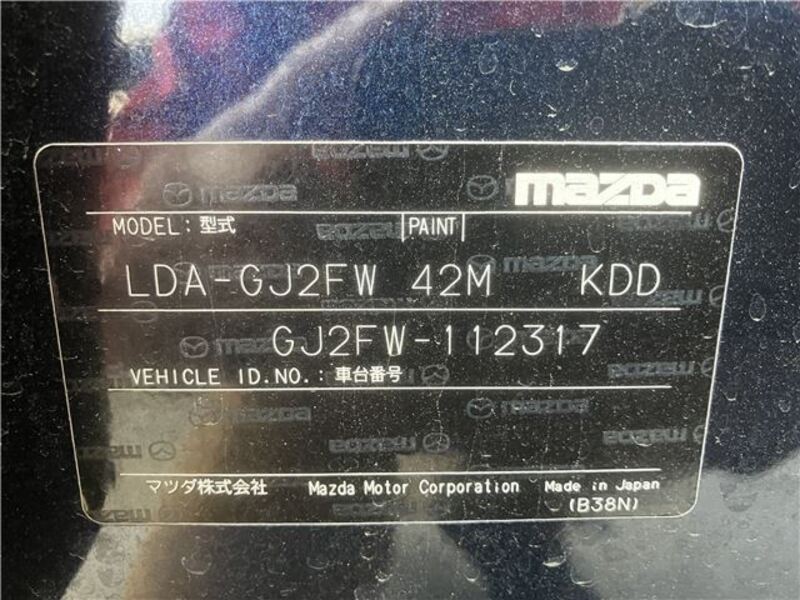 mazda
MODEL: 型式 PAINT
LDA-GJ2FW 42M KDD
GJ2FW-112317
VEHICLE ID.NO.: 車台番号
マツダ株式会社 Mazda Motor Corporation Made in Japan
(B38N)